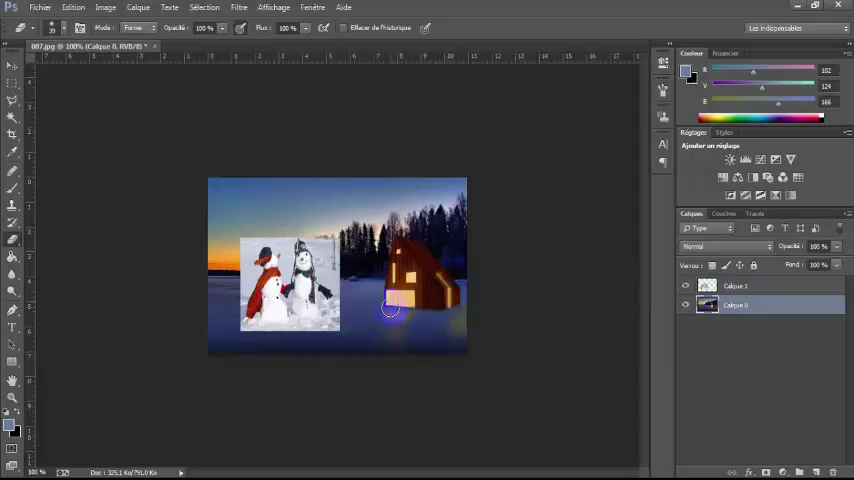 Ps Fichier Edition Image Calque Texte Sélection Affichage Fenêtre Aide
39 Mode : Forme Opacité : 100 % Flux : 100 % Effacer de l'historique Les indispensables
007.jpg @ 100% (Calque 0, RVB/8) *
Couleur Nuancier
R 102
V 124
B 166
Réglages Styles
Ajouter un réglage
Calques Couches Tracés
Type
Normal Opacité : 100%
Verrou : Fond : 100%
Calque 1
Calque 0
100 % Doc : 325,1 Ko/791,0 Ko